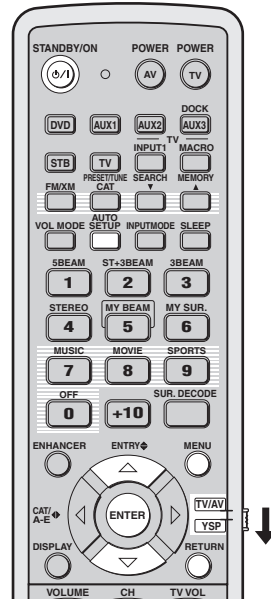 STANDBY/ON POWER POWER
AV TV
DOCK
DVD AUX1 AUX2 AUX3
TV
INPUT1 MACRO
STB TV
PRESET/TUNE SEARCH MEMORY
FM/XM CAT
AUTO
VOL MODE SETUP INPUTMODE SLEEP
5BEAM ST+3BEAM 3BEAM
1 2 3
STEREO MY BEAM MY SUR.
4 5 6
MUSIC MOVIE SPORTS
7 8 9
OFF SUR. DECODE
0 +10
ENHANCER ENTRY MENU
TV/AV
CAT/
A-E ENTER
YSP
DISPLAY RETURN
VOLUME CH TV VOL